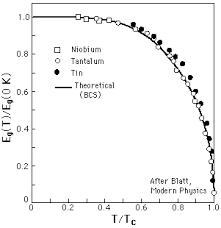 1.0
0.8
0.6
0.4
0.2
0
Eg(T)/Eg(0 K)
Niobium
Tantalum
Tin
Theoretical
(BCS)
After Blatt,
Modern Physics
0
0.2
0.4
0.6
0.8
1.0
T/Tc